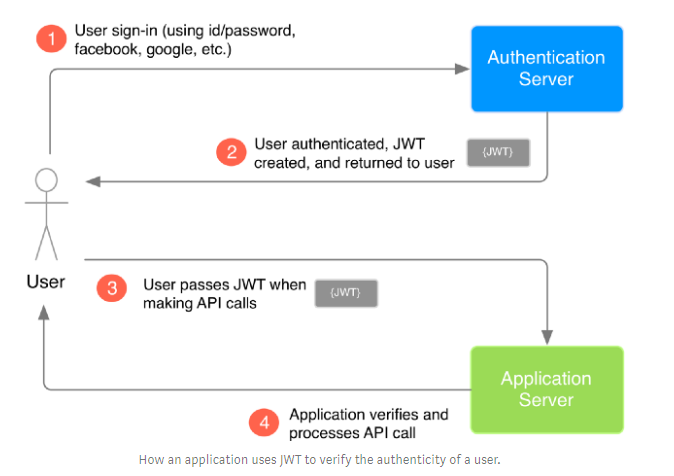 1
User sign-in (using id/password,
facebook, google, etc.)
Authentication
Server
2
User authenticated, JWT
created, and returned to user
{JWT}
User
3
User passes JWT when
making API calls
{JWT}
Application
Server
4
Application verifies and
processes API call
How an application uses JWT to verify the authenticity of a user.